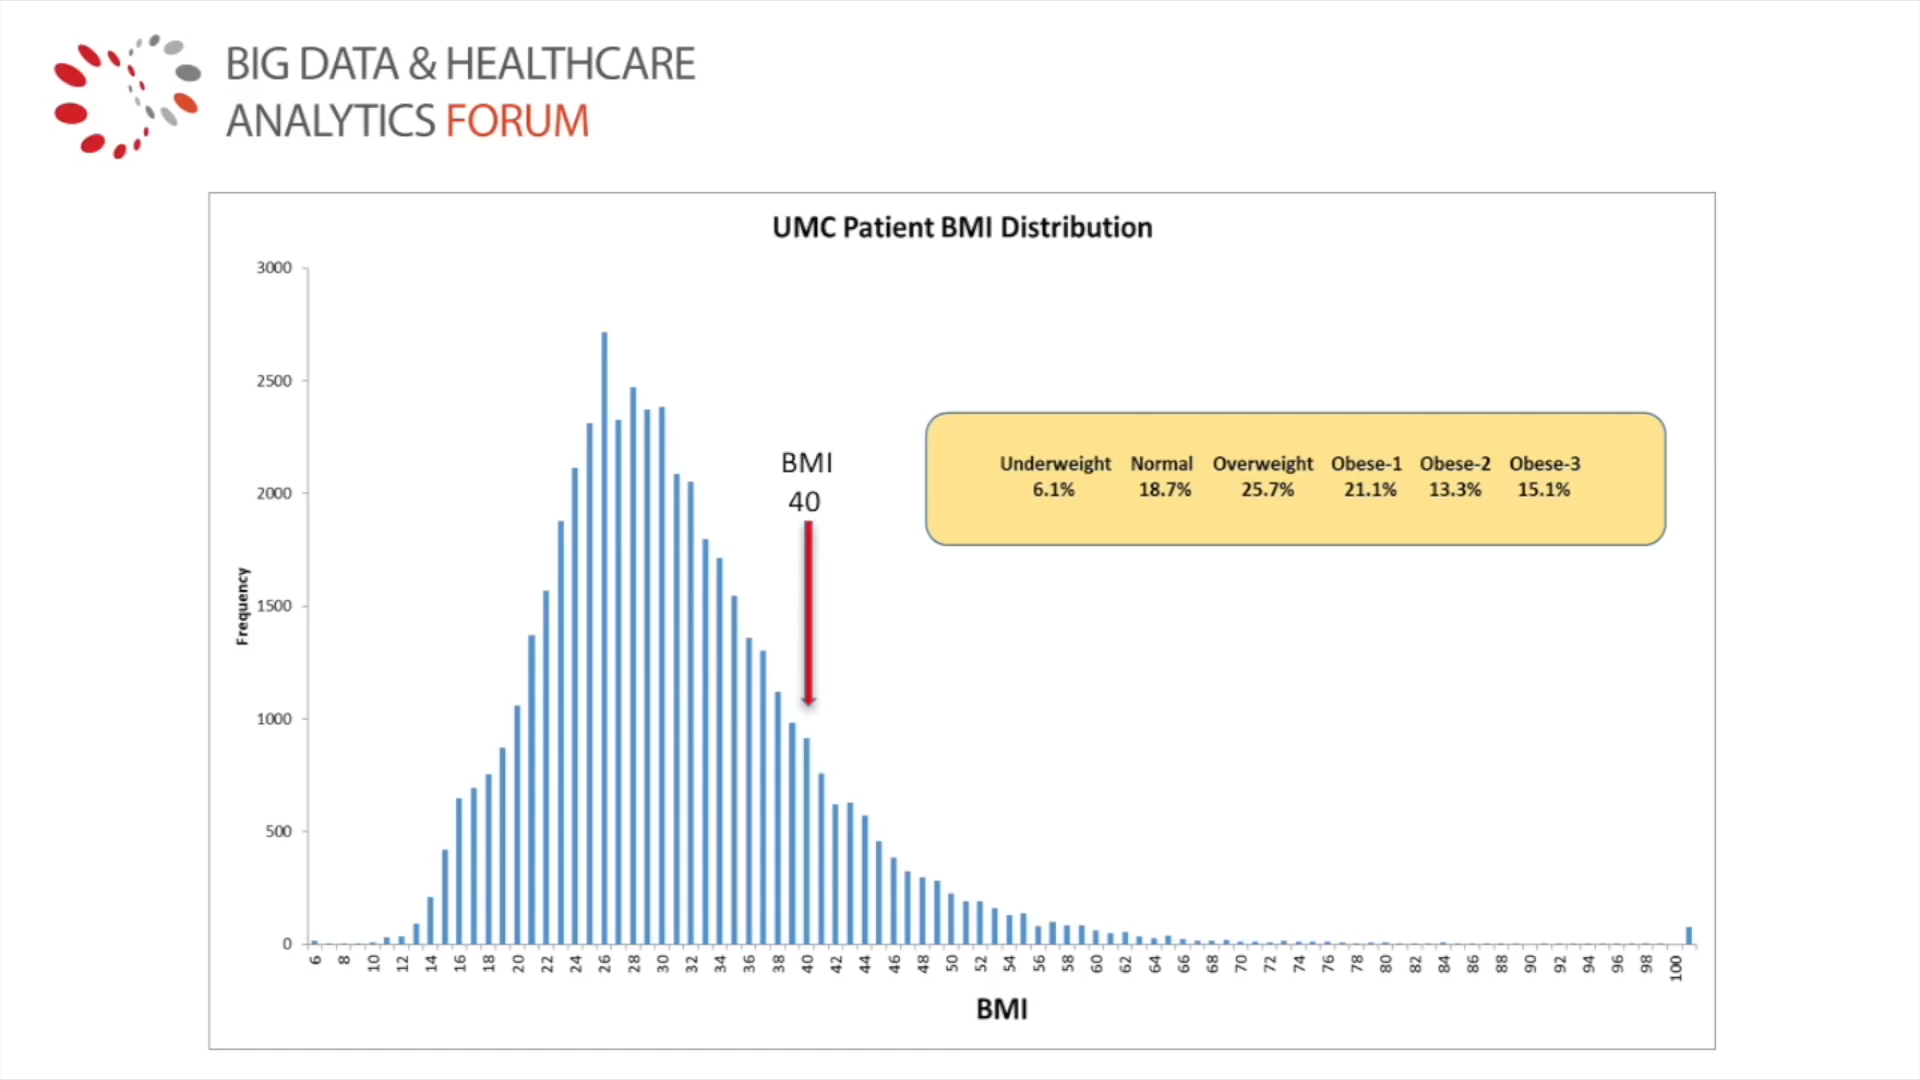 BIG DATA & HEALTHCARE
ANALYTICS FORUM
UMC Patient BMI Distribution
3000
2500
2000
1500
1000
500
0
Frequency
BMI
40
Underweight Normal Overweight Obese-1 Obese-2 Obese-3
6.1% 18.7% 25.7% 21.1% 13.3% 15.1%
6 8 10 12 14 16 18 20 22 24 26 28 30 32 34 36 38 40 42 44 46 48 50 52 54 56 58 60 62 64 66 68 70 72 74 76 78 80 82 84 86 88 90 92 94 96 98 100
BMI